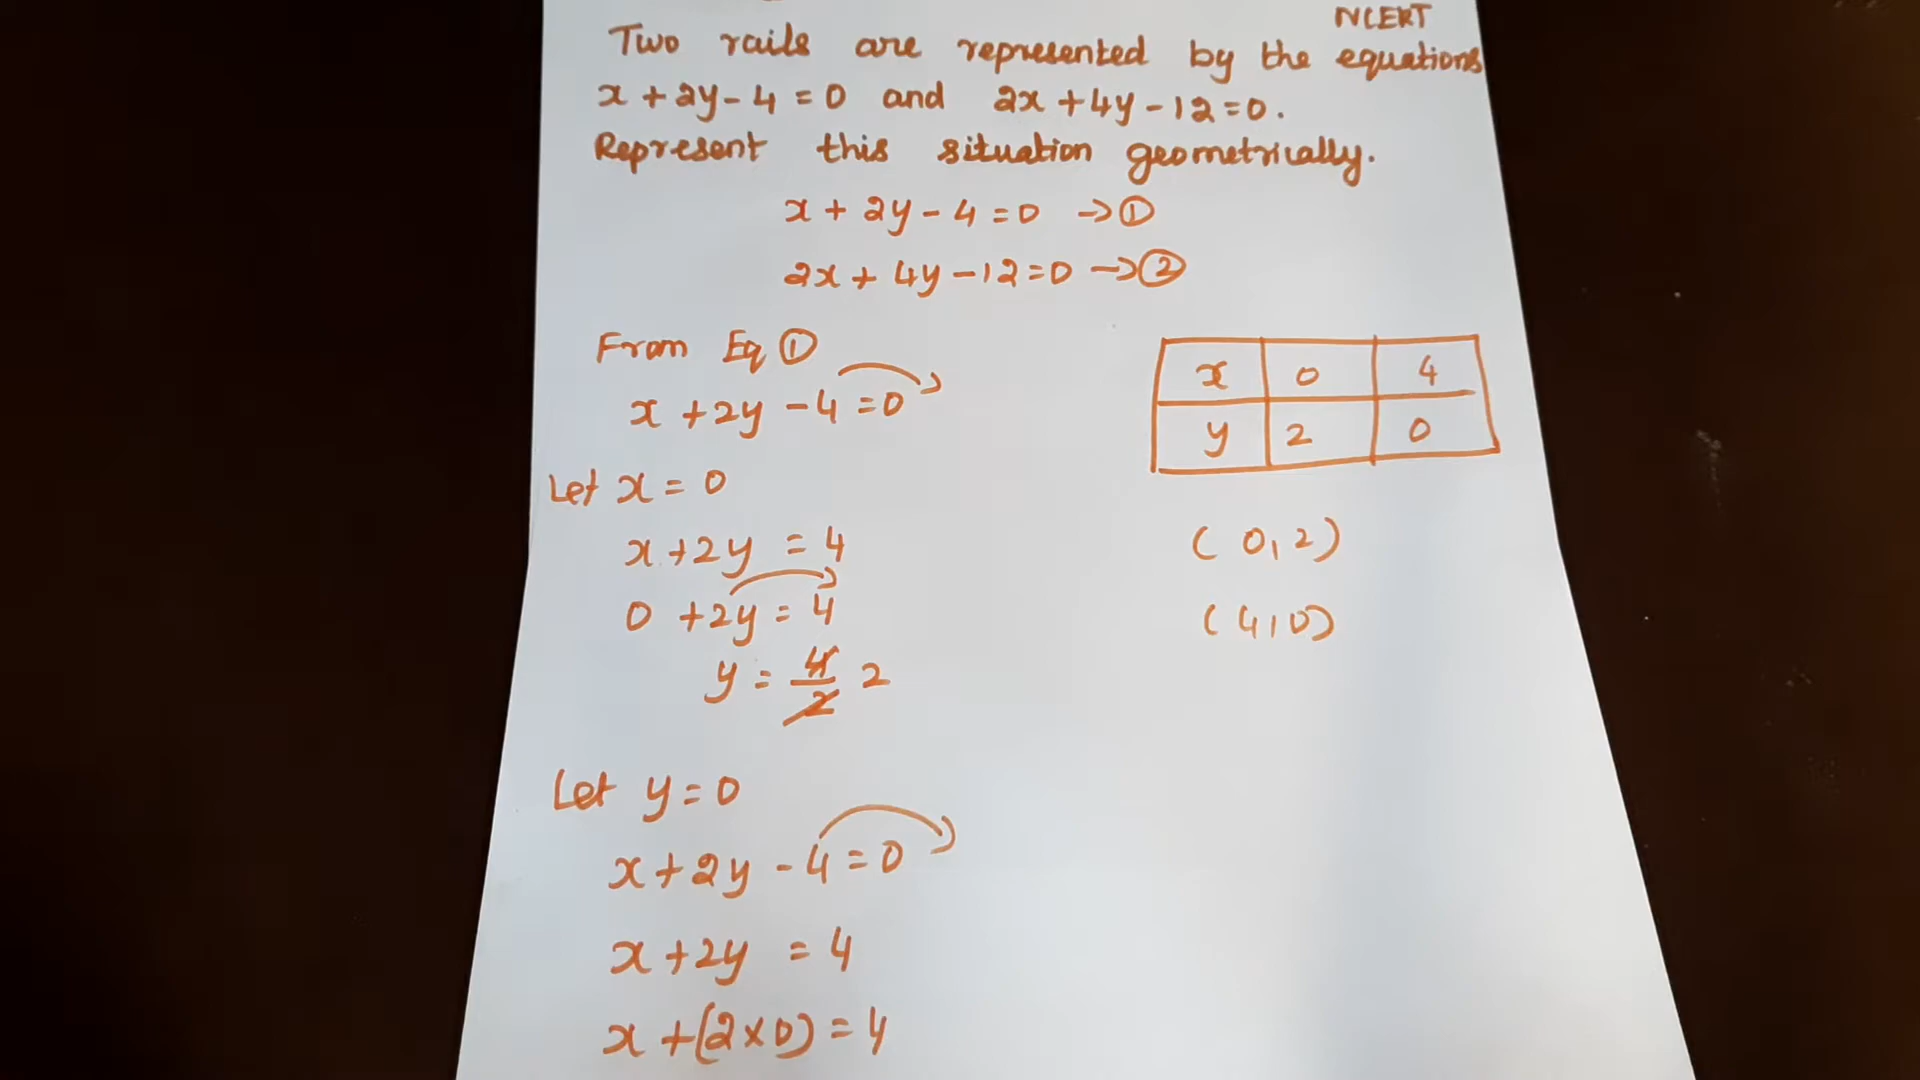 NCERT
Two rails are represented by the equations
x + 2y - 4 = 0 and 2x + 4y - 12 = 0.
Represent this situation geometrically.
x + 2y - 4 = 0 → ①
2x + 4y - 12 = 0 → ②
From Eq ①
x + 2y - 4 = 0
Let x = 0
x + 2y = 4
0 + 2y = 4
y = 4/2 2
Let y = 0
x + 2y - 4 = 0
x + 2y = 4
x + (2 × 0) = 4
x 0 4
y 2 0
(0, 2)
(4, 0)